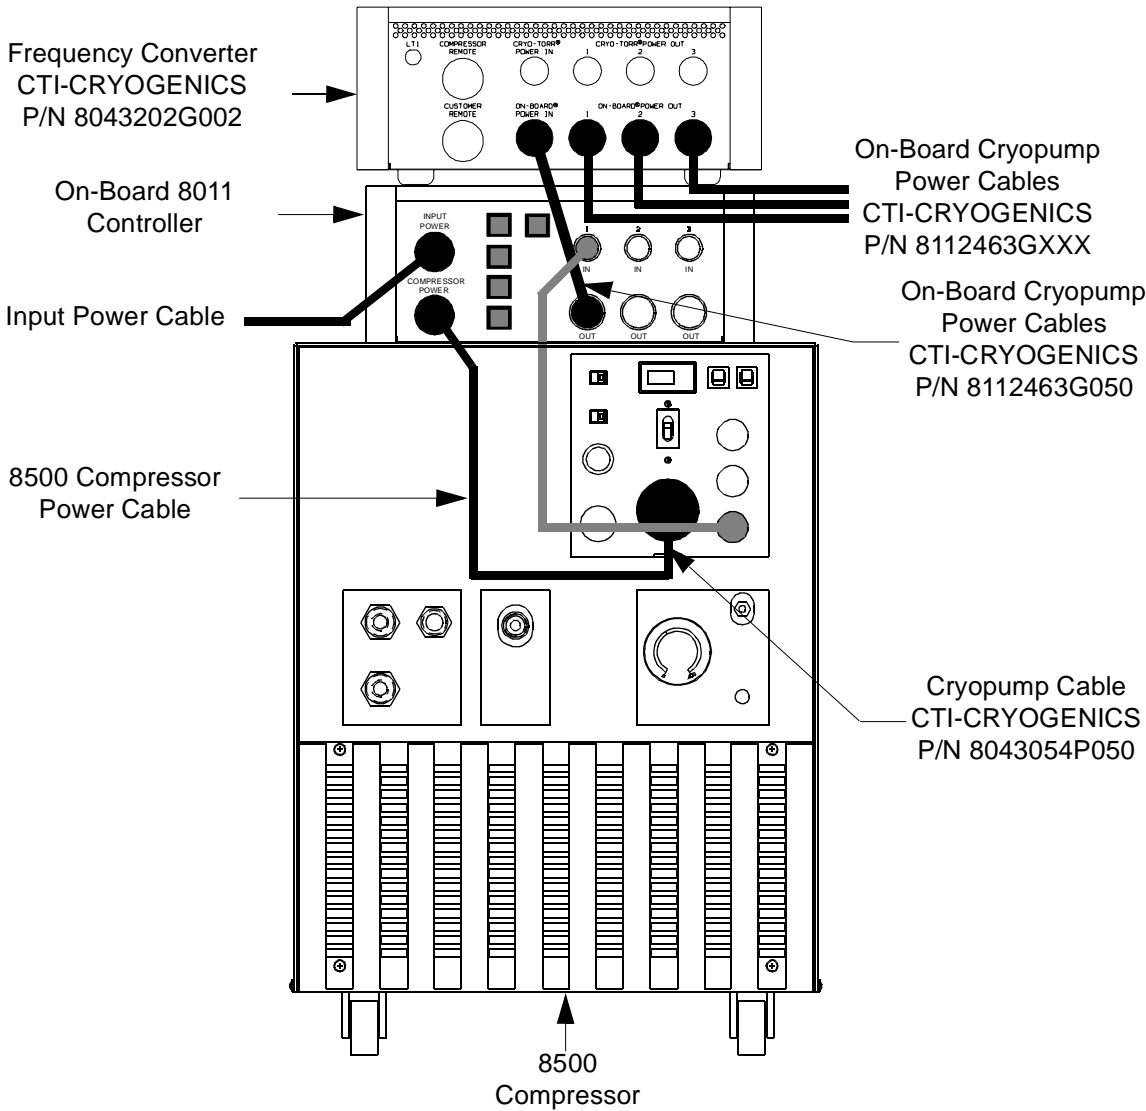 Frequency Converter
CTI-CRYOGENICS
P/N 8043202G002
LT1
COMPRESSOR
REMOTE
CRYO-TORR®
POWER IN
CRYO-TORR® POWER OUT
1
2
3
CUSTOMER
REMOTE
ON-BOARD®
POWER IN
ON-BOARD® POWER OUT
1
2
3
On-Board Cryopump
Power Cables
CTI-CRYOGENICS
P/N 8112463GXXX
On-Board 8011
Controller
INPUT
POWER
1
2
3
IN
IN
IN
COMPRESSOR
POWER
OUT
OUT
OUT
Input Power Cable
On-Board Cryopump
Power Cables
CTI-CRYOGENICS
P/N 8112463G050
8500 Compressor
Power Cable
Cryopump Cable
CTI-CRYOGENICS
P/N 8043054P050
8500
Compressor